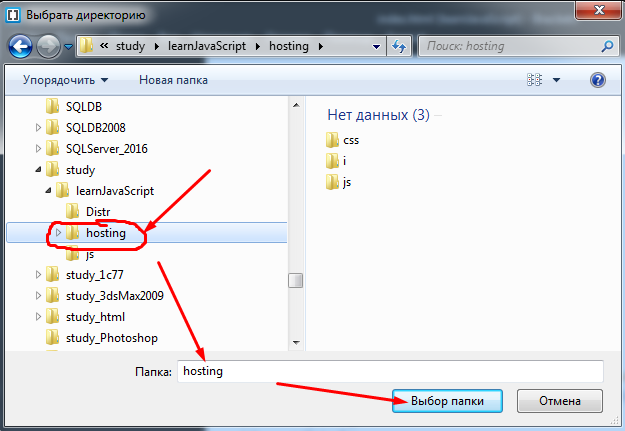 Выбрать директорию
« study learnJavaScript hosting
Поиск: hosting
Упорядочить Новая папка
SQLDB
SQLDB2008
SQLServer_2016
study
learnJavaScript
Distr
hosting
js
study_1c77
study_3dsMax2009
study_html
study_Photoshop
Нет данных (3)
css
i
js
Папка: hosting
Выбор папки Отмена